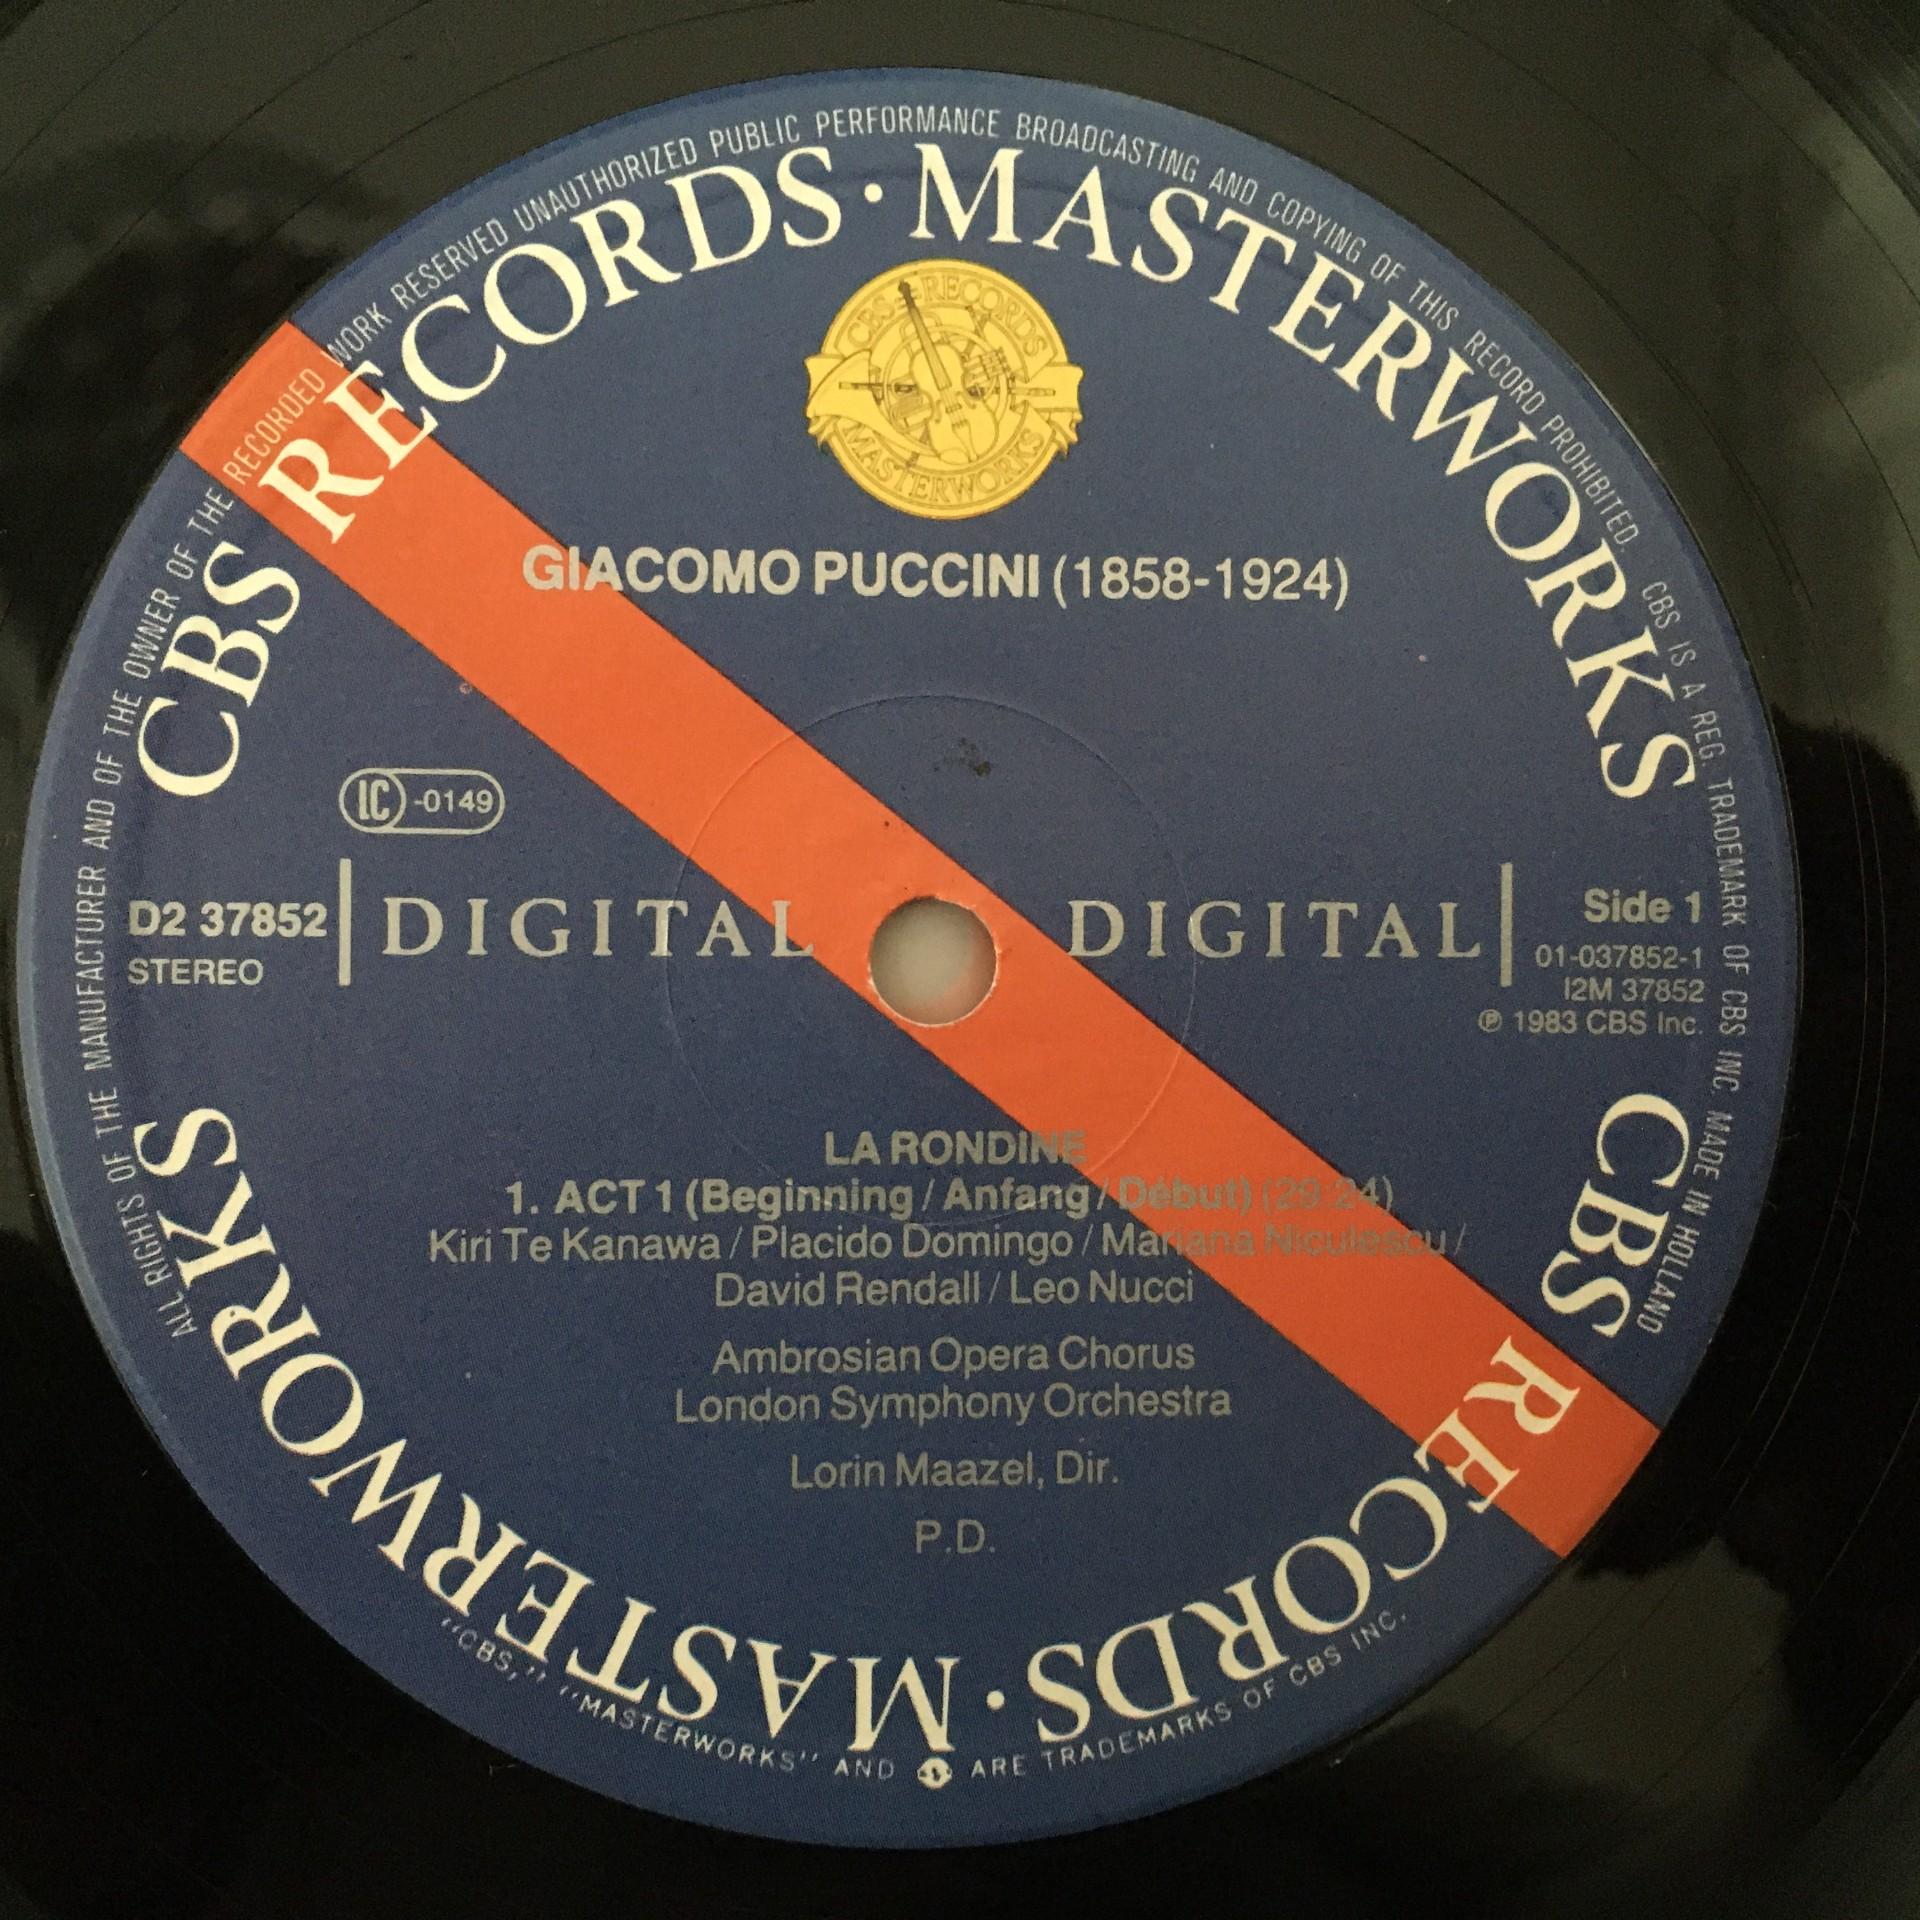 ALL RIGHTS OF THE MANUFACTURER AND OF THE OWNER OF THE RECORDED WORK RESERVED UNAUTHORIZED PUBLIC PERFORMANCE BROADCASTING AND COPYING OF THIS RECORD PROHIBITED. CBS IS A REG. TRADEMARK OF CBS INC. MADE IN HOLLAND
CBS RECORDS · MASTERWORKS
CBS RECORDS
MASTERWORKS
GIACOMO PUCCINI (1858-1924)
©
LC -0149
D2 37852
STEREO
DIGITAL
DIGITAL
Side 1
01-037852-1
I2M 37852
℗ 1983 CBS Inc.
LA RONDINE
1. ACT 1 (Beginning / Anfang / Début) (29:24)
Kiri Te Kanawa / Placido Domingo / Mariana Niculescu /
David Rendall / Leo Nucci
Ambrosian Opera Chorus
London Symphony Orchestra
Lorin Maazel, Dir.
P.D.
CBS RECORDS · MASTERWORKS
"CBS," "MASTERWORKS" AND ARE TRADEMARKS OF CBS INC.